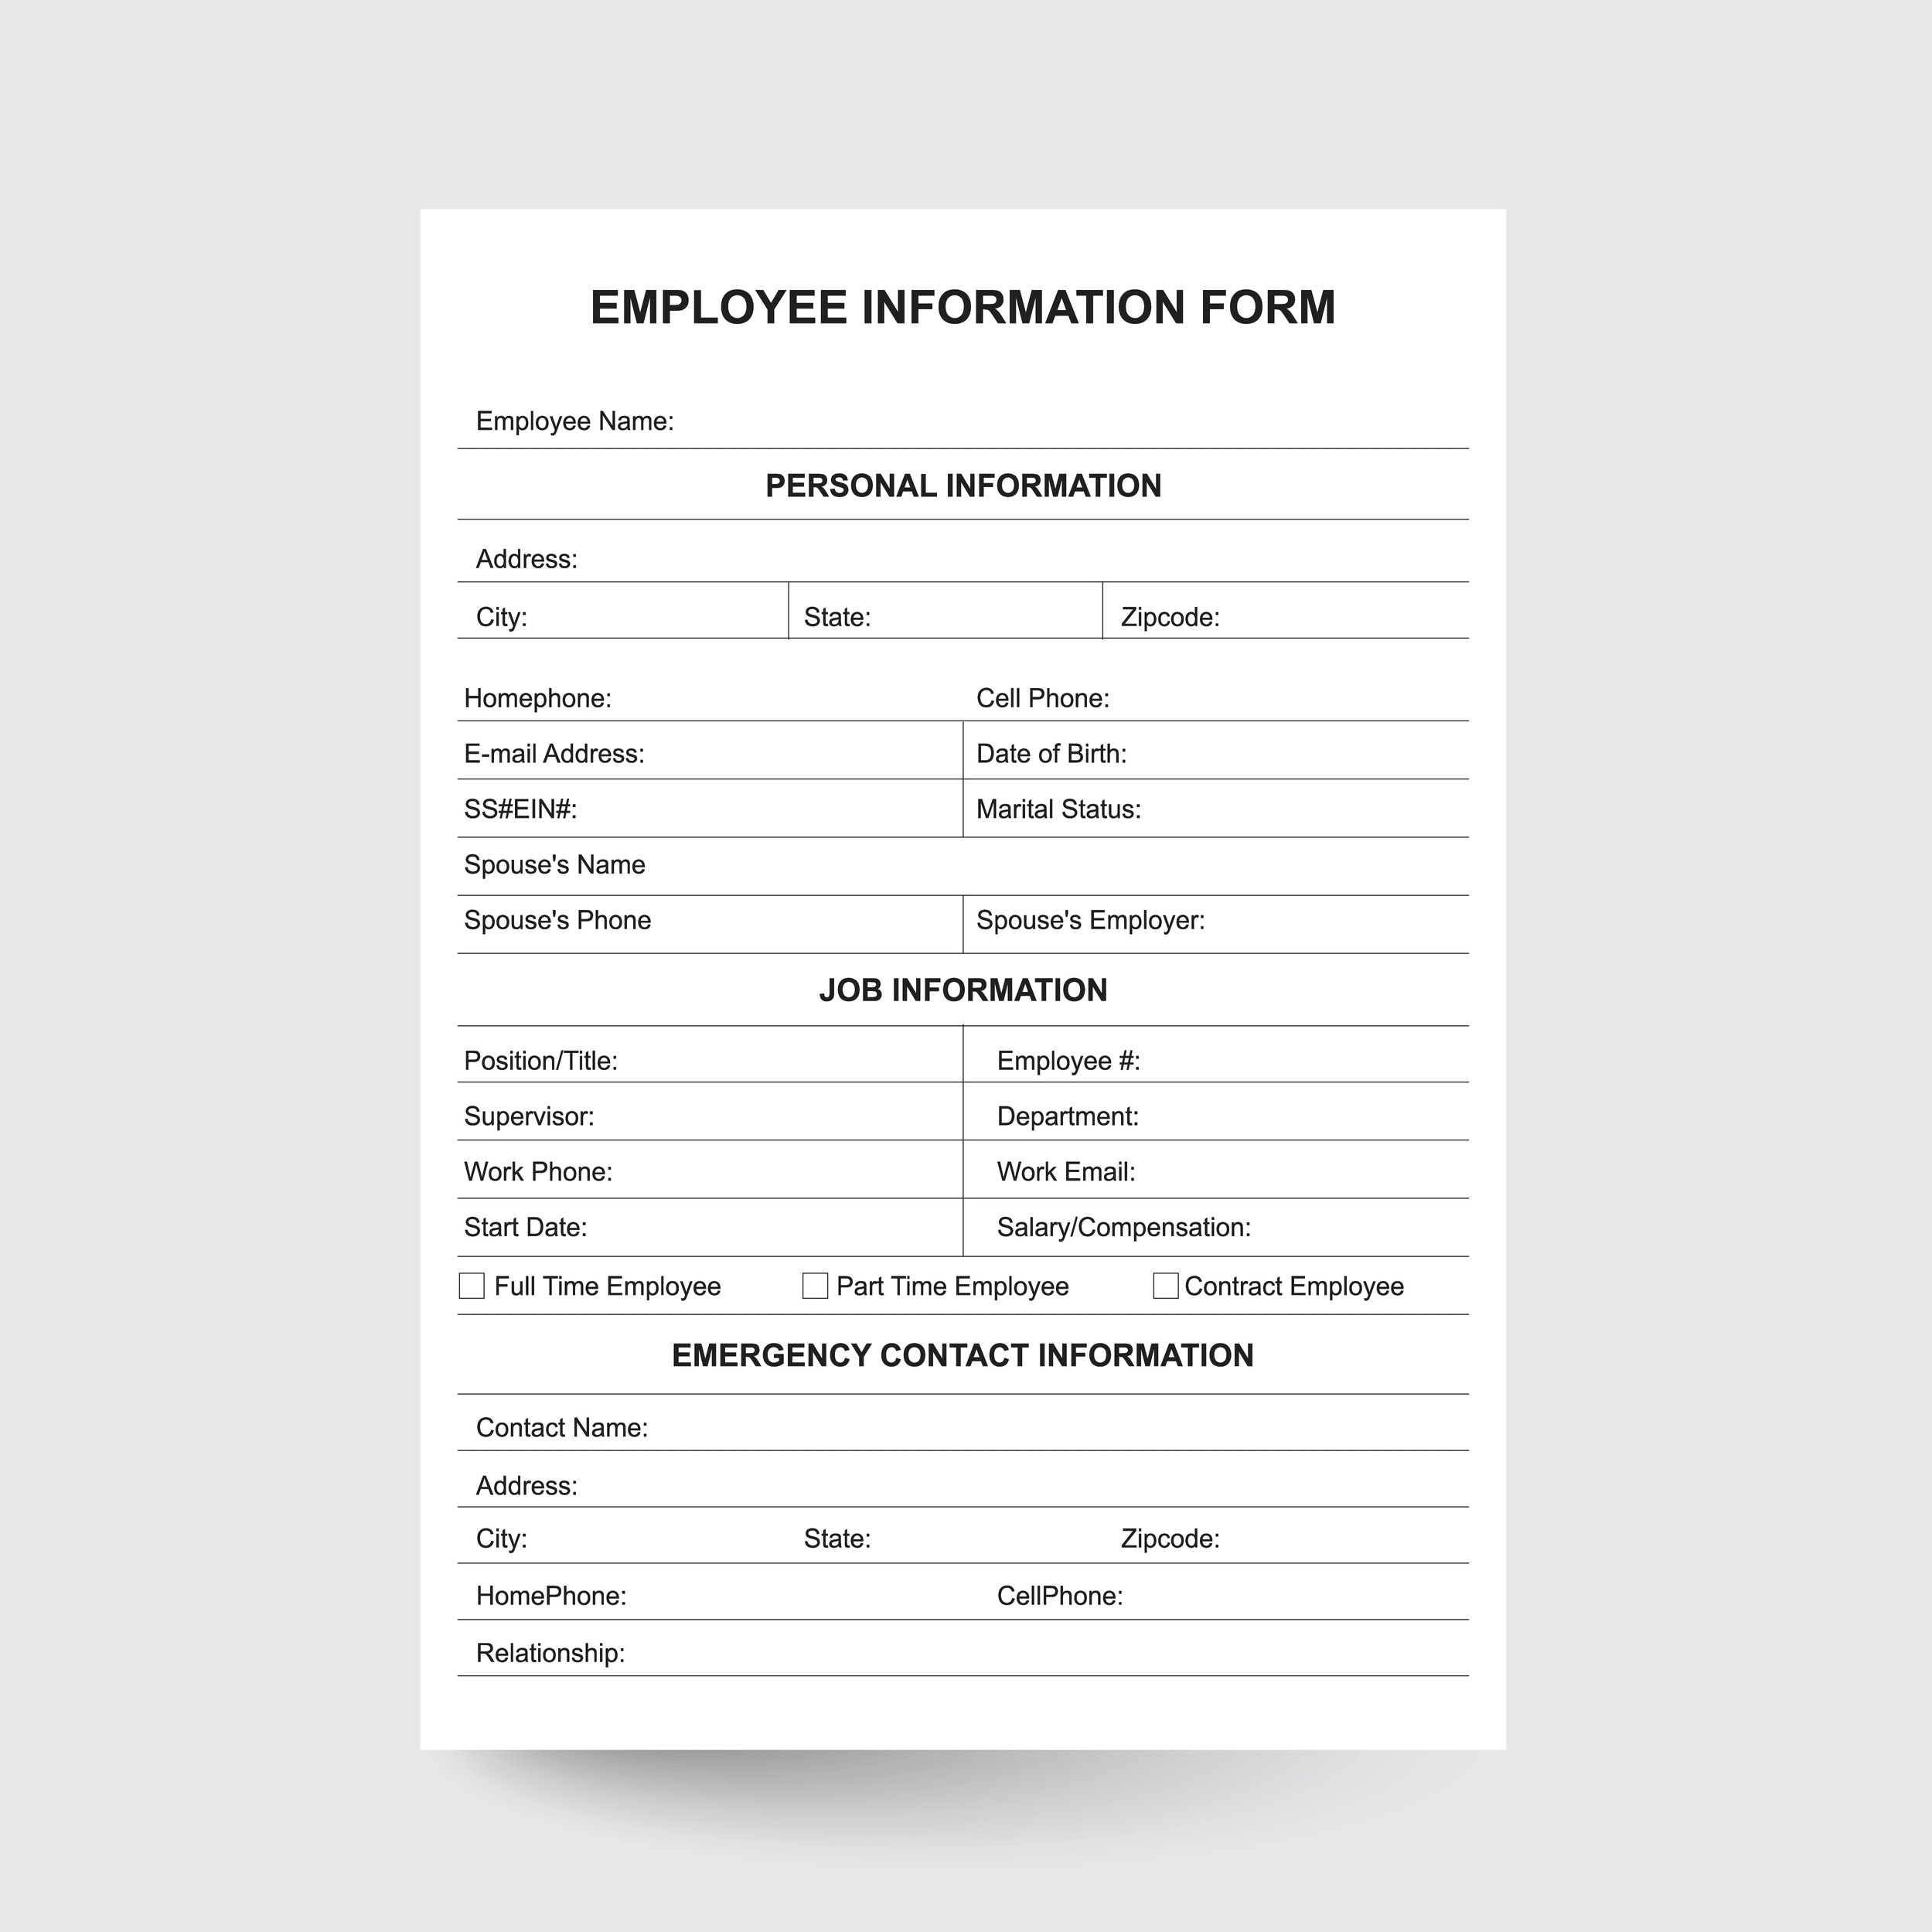 EMPLOYEE INFORMATION FORM
Employee Name:
PERSONAL INFORMATION
Address:
City: State: Zipcode:
Homephone: Cell Phone:
E-mail Address: Date of Birth:
SS#EIN#: Marital Status:
Spouse's Name
Spouse's Phone Spouse's Employer:
JOB INFORMATION
Position/Title: Employee #:
Supervisor: Department:
Work Phone: Work Email:
Start Date: Salary/Compensation:
Full Time Employee Part Time Employee Contract Employee
EMERGENCY CONTACT INFORMATION
Contact Name:
Address:
City: State: Zipcode:
HomePhone: CellPhone:
Relationship: